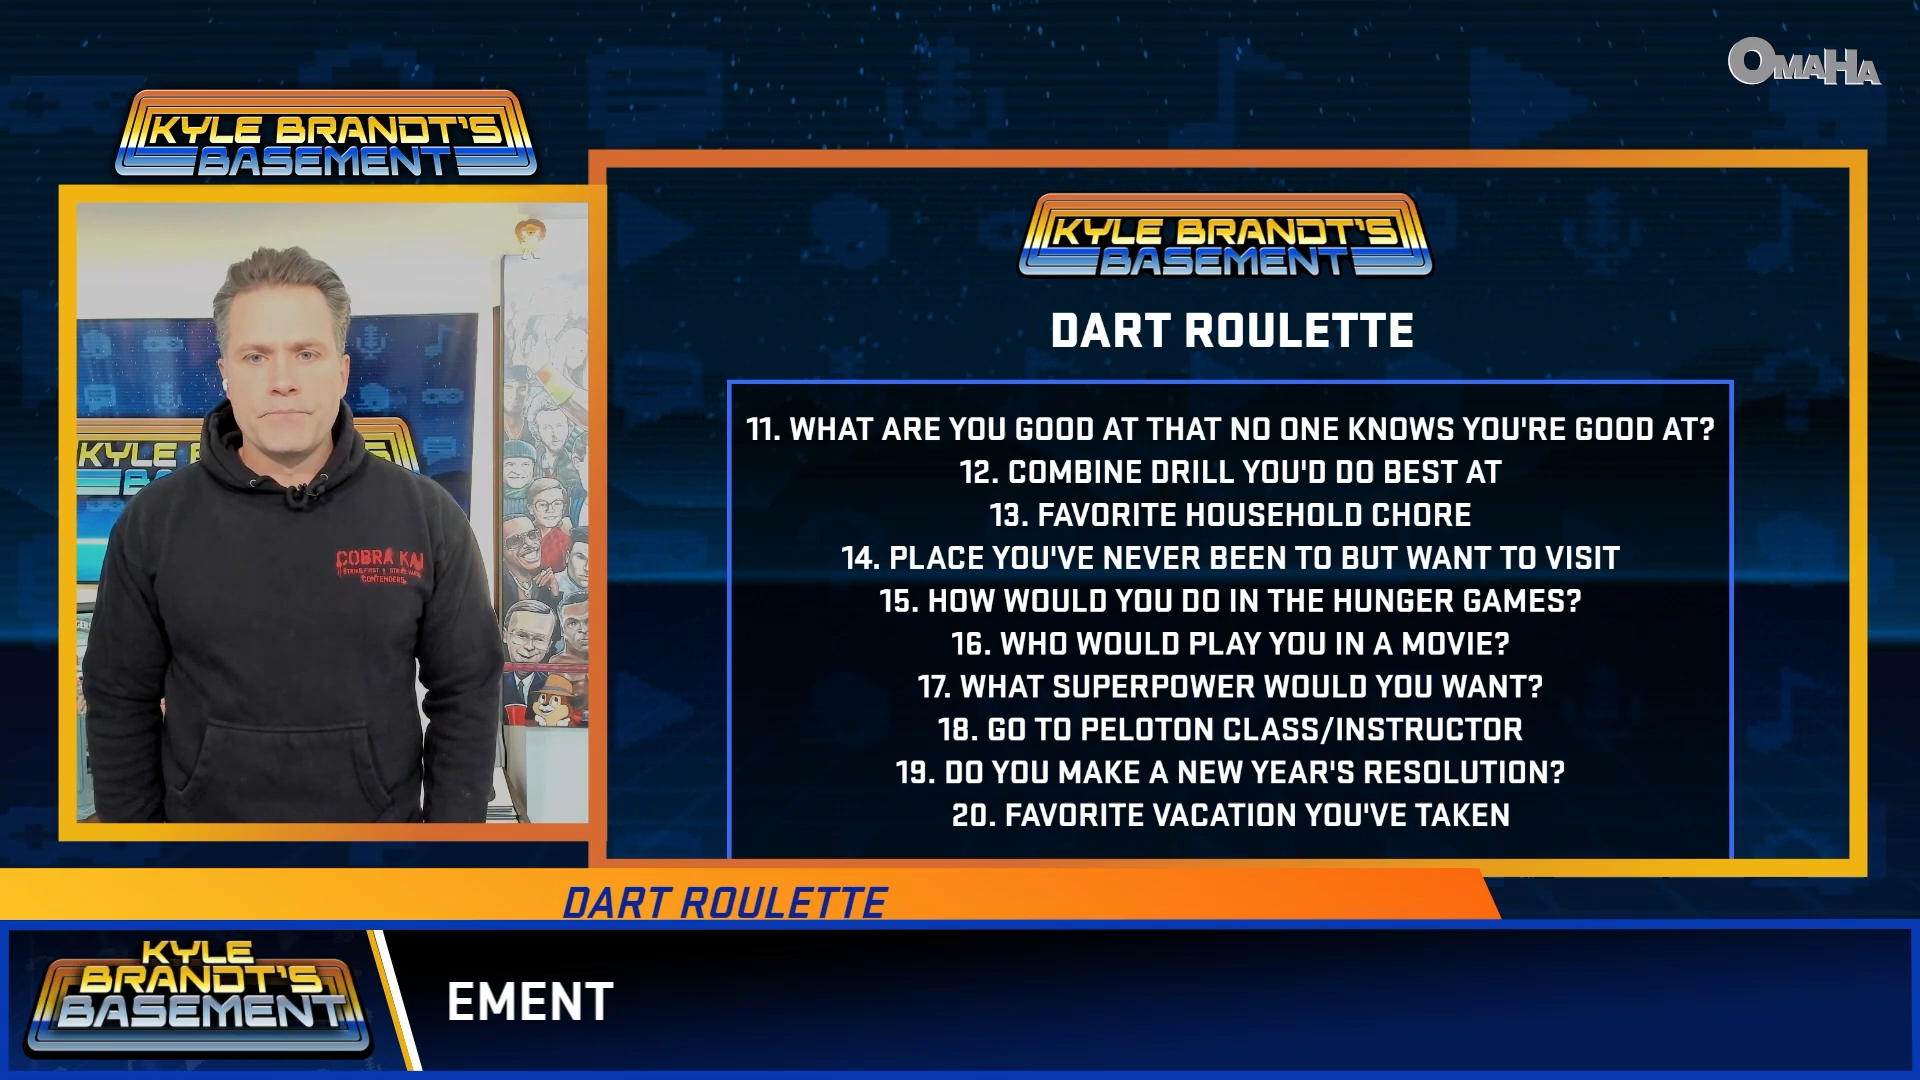 OMAHA
KYLE BRANDT'S
BASEMENT
KYLE BRANDT'S
BASEMENT
DART ROULETTE
11. WHAT ARE YOU GOOD AT THAT NO ONE KNOWS YOU'RE GOOD AT?
12. COMBINE DRILL YOU'D DO BEST AT
13. FAVORITE HOUSEHOLD CHORE
14. PLACE YOU'VE NEVER BEEN TO BUT WANT TO VISIT
15. HOW WOULD YOU DO IN THE HUNGER GAMES?
16. WHO WOULD PLAY YOU IN A MOVIE?
17. WHAT SUPERPOWER WOULD YOU WANT?
18. GO TO PELOTON CLASS/INSTRUCTOR
19. DO YOU MAKE A NEW YEAR'S RESOLUTION?
20. FAVORITE VACATION YOU'VE TAKEN
KYLE
COBRA KAI
CONTENDERS
DART ROULETTE
KYLE
BRANDT'S
BASEMENT
EMENT